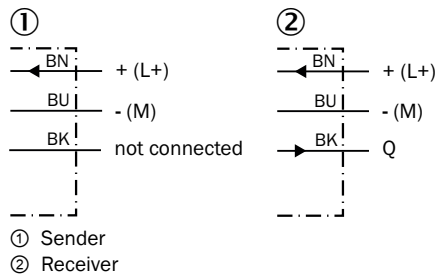 ① ②
BN + (L+) BN + (L+)
BU - (M) BU - (M)
BK not connected BK Q
① Sender
② Receiver